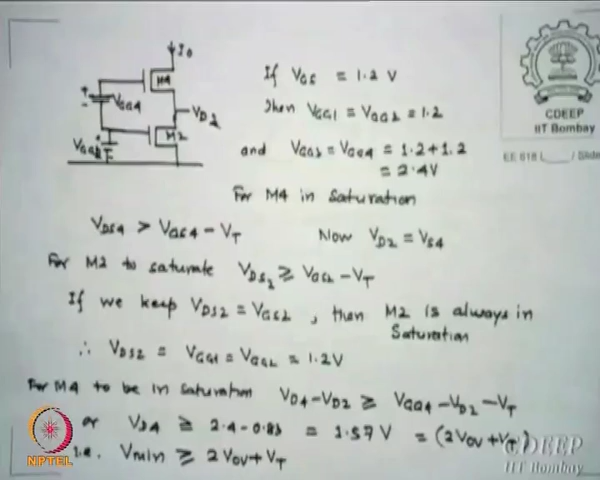 I0
M4
VGG4
VD2
M2
VGG2
If VGS = 1.2 V
then VGG1 = VGG2 = 1.2
and VGG3 = VGG4 = 1.2 + 1.2
= 2.4V
For M4 in saturation
VDS4 > VGS4 - VT Now VD2 = VS4
For M2 to saturate VDS2 ≥ VGS2 - VT
If we keep VDS2 = VGS2, then M2 is always in
Saturation
∴ VDS2 = VGG1 = VGG2 = 1.2V
For M4 to be in saturation VD4 - VD2 ≥ VGG4 - VD2 - VT
or VD4 ≥ 2.4 - 0.83 = 1.57 V = (2VOV + VT)
i.e. Vmin ≥ 2VOV + VT
CDEEP
IIT Bombay
EE 618 L / Slide
NPTEL
CDEEP
IIT Bombay